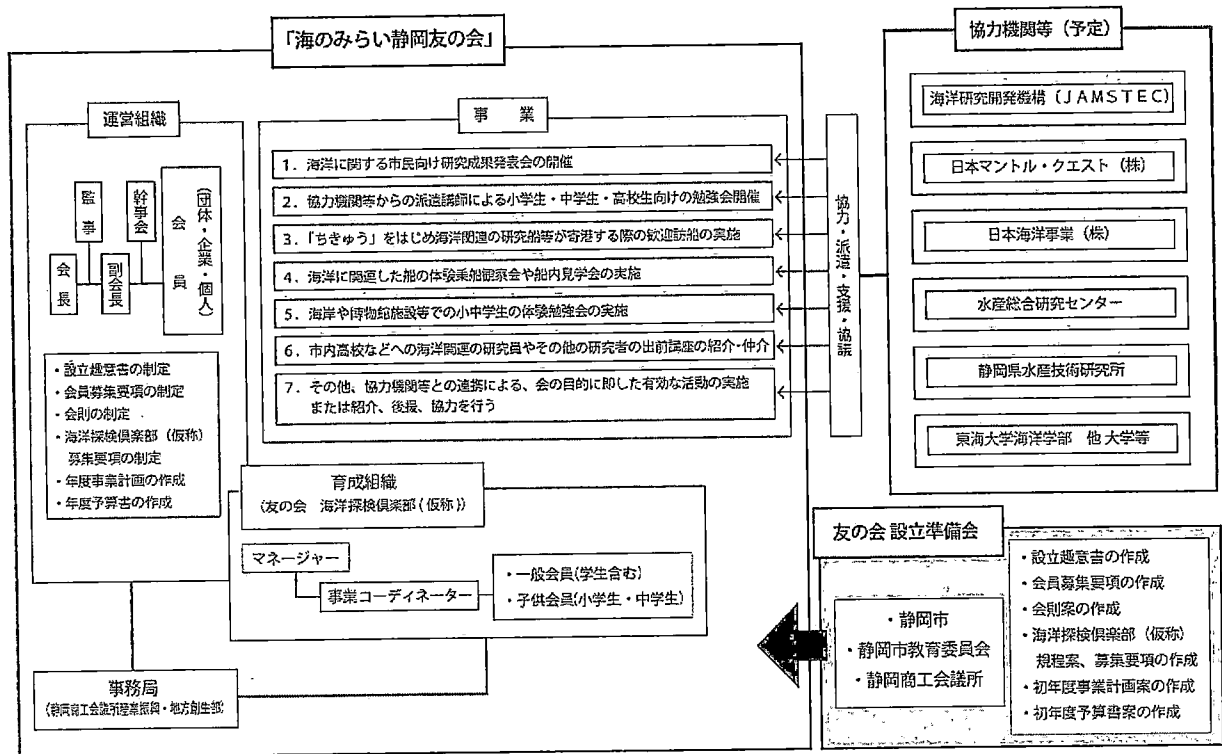 「海のみらい静岡友の会」
運営組織
監事
幹事会
会長
副会長
会員
(団体・企業・個人)
・設立趣意書の制定
・会員募集要項の制定
・会則の制定
・海洋探検倶楽部(仮称)
募集要項の制定
・年度事業計画の作成
・年度予算書の作成
事業
1．海洋に関する市民向け研究成果発表会の開催
2．協力機関等からの派遣講師による小学生・中学生・高校生向けの勉強会開催
3．「ちきゅう」をはじめ海洋関連の研究船等が寄港する際の歓迎訪船の実施
4．海洋に関連した船の体験乗船観察会や船内見学会の実施
5．海岸や博物館施設等での小中学生の体験勉強会の実施
6．市内高校などへの海洋関連の研究員やその他の研究者の出前講座の紹介・仲介
7．その他、協力機関等との連携による、会の目的に即した有効な活動の実施
または紹介、後援、協力を行う
協力・派遣・支援・協議
協力機関等（予定）
海洋研究開発機構（ＪＡＭＳＴＥＣ）
日本マントル・クエスト（株）
日本海洋事業（株）
水産総合研究センター
静岡県水産技術研究所
東海大学海洋学部　他 大学等
育成組織
(友の会　海洋探検倶楽部(仮称))
マネージャー
事業コーディネーター
・一般会員(学生含む)
・子供会員(小学生・中学生)
事務局
(静岡商工会議所産業振興・地方創生部)
友の会 設立準備会
・静岡市
・静岡市教育委員会
・静岡商工会議所
・設立趣意書の作成
・会員募集要項の作成
・会則案の作成
・海洋探検倶楽部（仮称）
規程案、募集要項の作成
・初年度事業計画案の作成
・初年度予算書案の作成